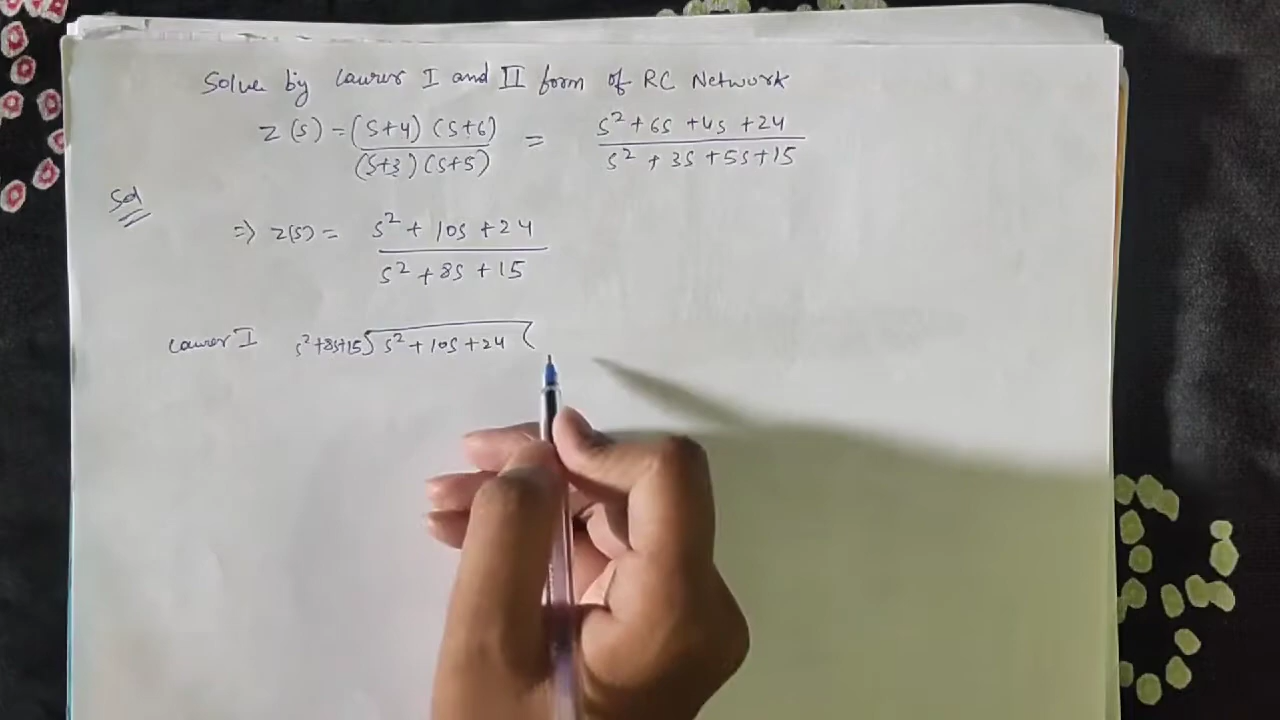 Solve by Cauer I and II form of RC Network
Z(s) = (s+4) (s+6) / (s+3) (s+5) = s² + 6s + 4s + 24 / s² + 3s + 5s + 15
Sol
⇒ Z(s) = s² + 10s + 24 / s² + 8s + 15
Cauer I s²+8s+15) s² + 10s + 24 (